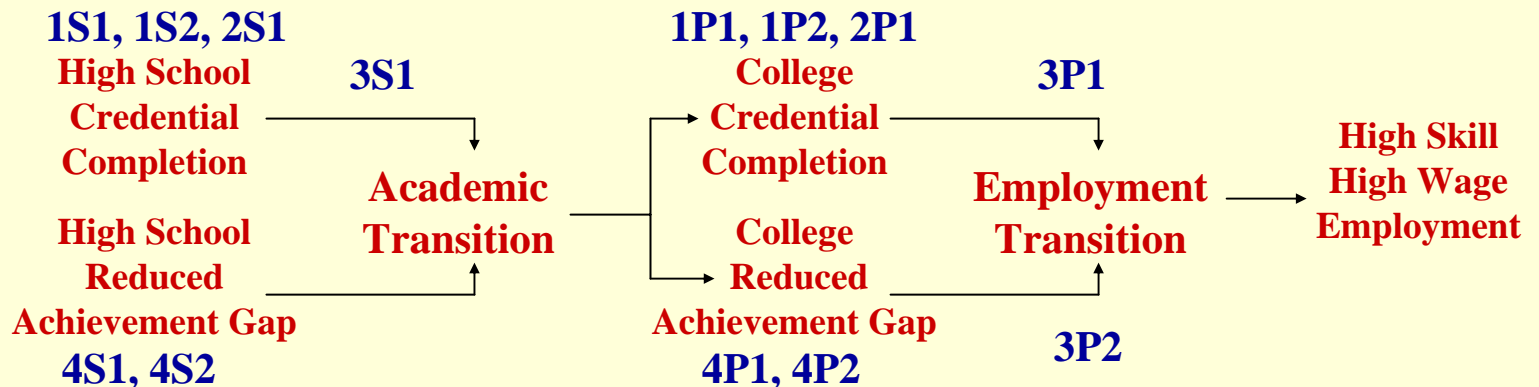 1S1, 1S2, 2S1
High School
Credential
Completion
3S1
Academic
Transition
High School
Reduced
Achievement Gap
4S1, 4S2
1P1, 1P2, 2P1
College
Credential
Completion
3P1
College
Reduced
Achievement Gap
4P1, 4P2
Employment
Transition
3P2
High Skill
High Wage
Employment